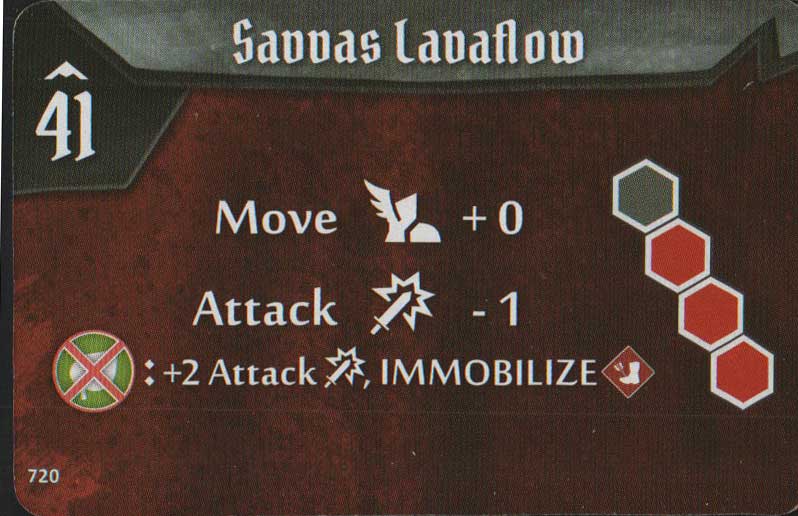 Savvas Lavaflow
41
Move + 0
Attack - 1
: +2 Attack , IMMOBILIZE
720